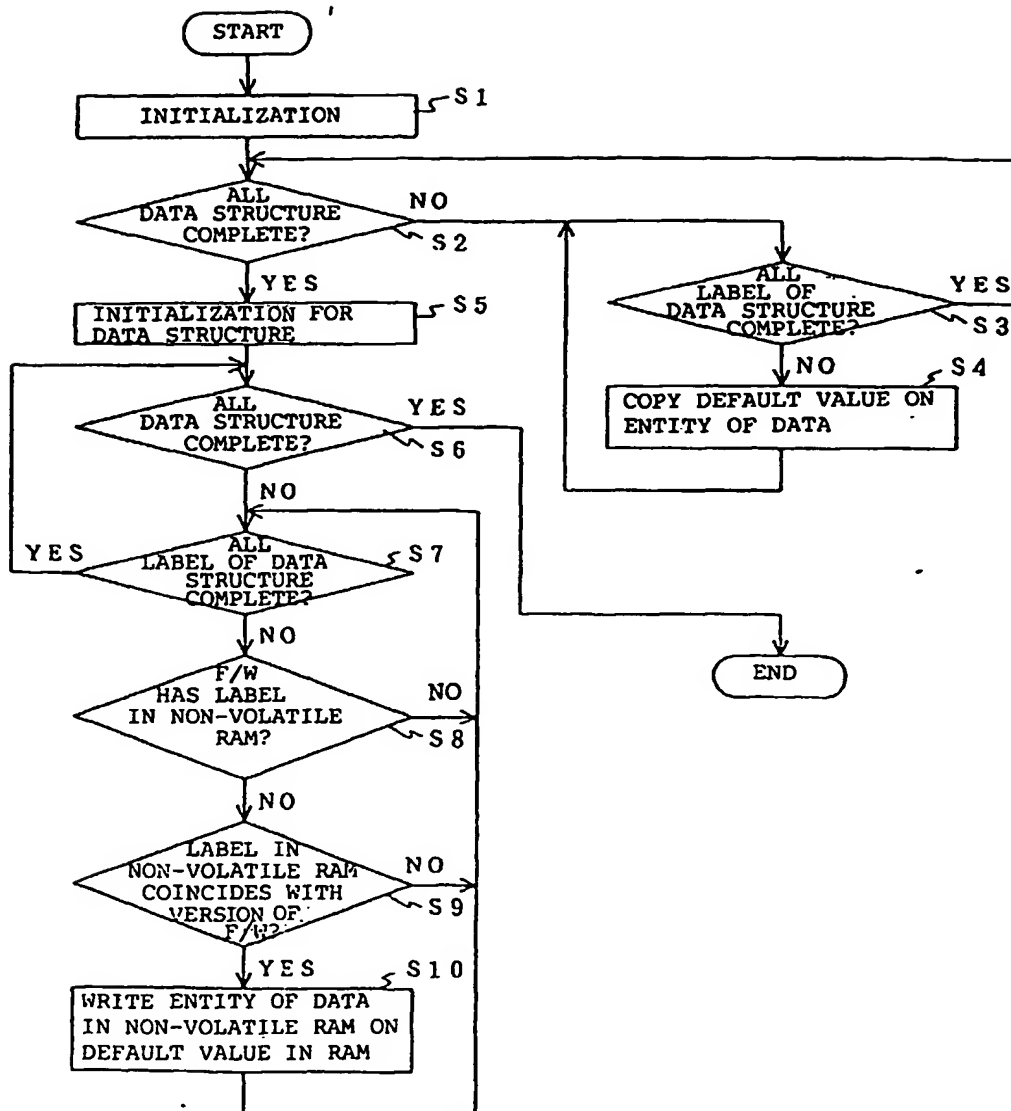 START
INITIALIZATION
S1
ALL
DATA STRUCTURE
COMPLETE?
NO
S2
YES
INITIALIZATION FOR
DATA STRUCTURE
S5
ALL
LABEL OF
DATA STRUCTURE
COMPLETE?
YES
S3
NO
S4
COPY DEFAULT VALUE ON
ENTITY OF DATA
ALL
DATA STRUCTURE
COMPLETE?
YES
S6
NO
YES
ALL
LABEL OF DATA
STRUCTURE
COMPLETE?
S7
NO
F/W
HAS LABEL
IN NON-VOLATILE
RAM?
NO
S8
END
NO
LABEL IN
NON-VOLATILE RAM
COINCIDES WITH
VERSION OF
F/W?
NO
S9
YES
S10
WRITE ENTITY OF DATA
IN NON-VOLATILE RAM ON
DEFAULT VALUE IN RAM